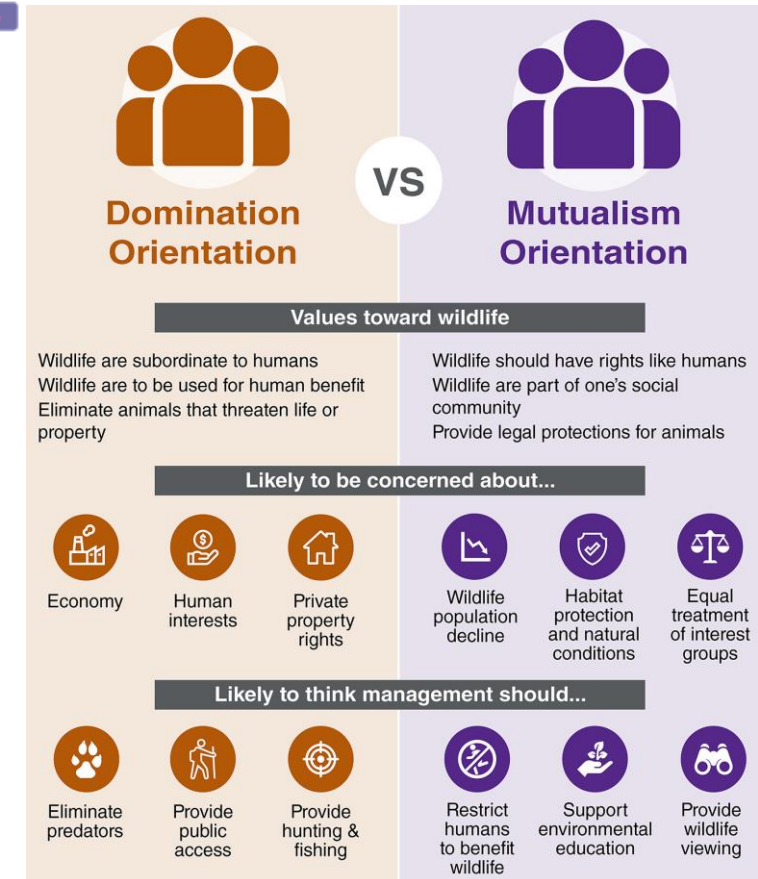 VS
Domination
Orientation
Mutualism
Orientation
Values toward wildlife
Wildlife are subordinate to humans
Wildlife are to be used for human benefit
Eliminate animals that threaten life or
property
Wildlife should have rights like humans
Wildlife are part of one’s social
community
Provide legal protections for animals
Likely to be concerned about...
Economy
Human
interests
Private
property
rights
Wildlife
population
decline
Habitat
protection
and natural
conditions
Equal
treatment
of interest
groups
Likely to think management should...
Eliminate
predators
Provide
public
access
Provide
hunting &
fishing
Restrict
humans
to benefit
wildlife
Support
environmental
education
Provide
wildlife
viewing